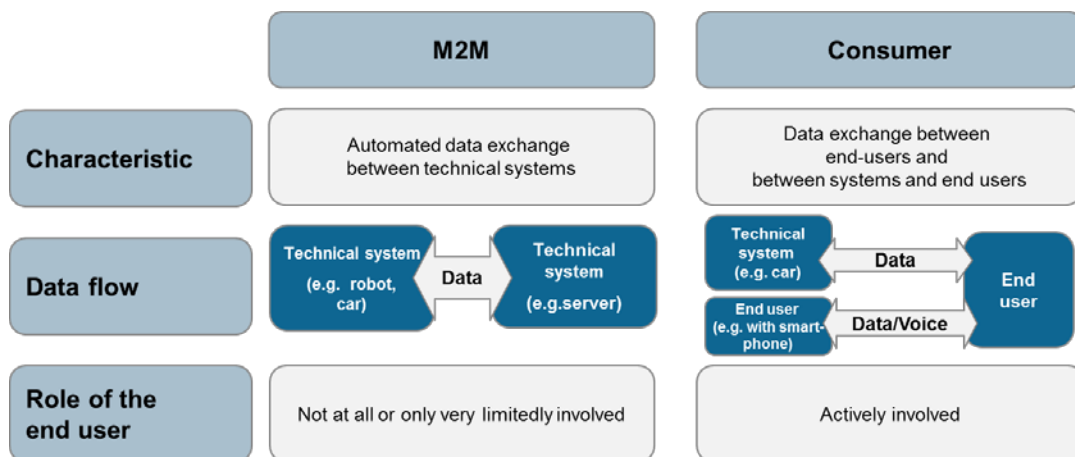 M2M
Consumer
Characteristic
Automated data exchange
between technical systems
Data exchange between
end-users and
between systems and end users
Data flow
Technical system
(e.g. robot,
car)
Data
Technical
system
(e.g.server)
Technical
system
(e.g. car)
Data
End user
(e.g. with smart-
phone)
Data/Voice
End
user
Role of the
end user
Not at all or only very limitedly involved
Actively involved